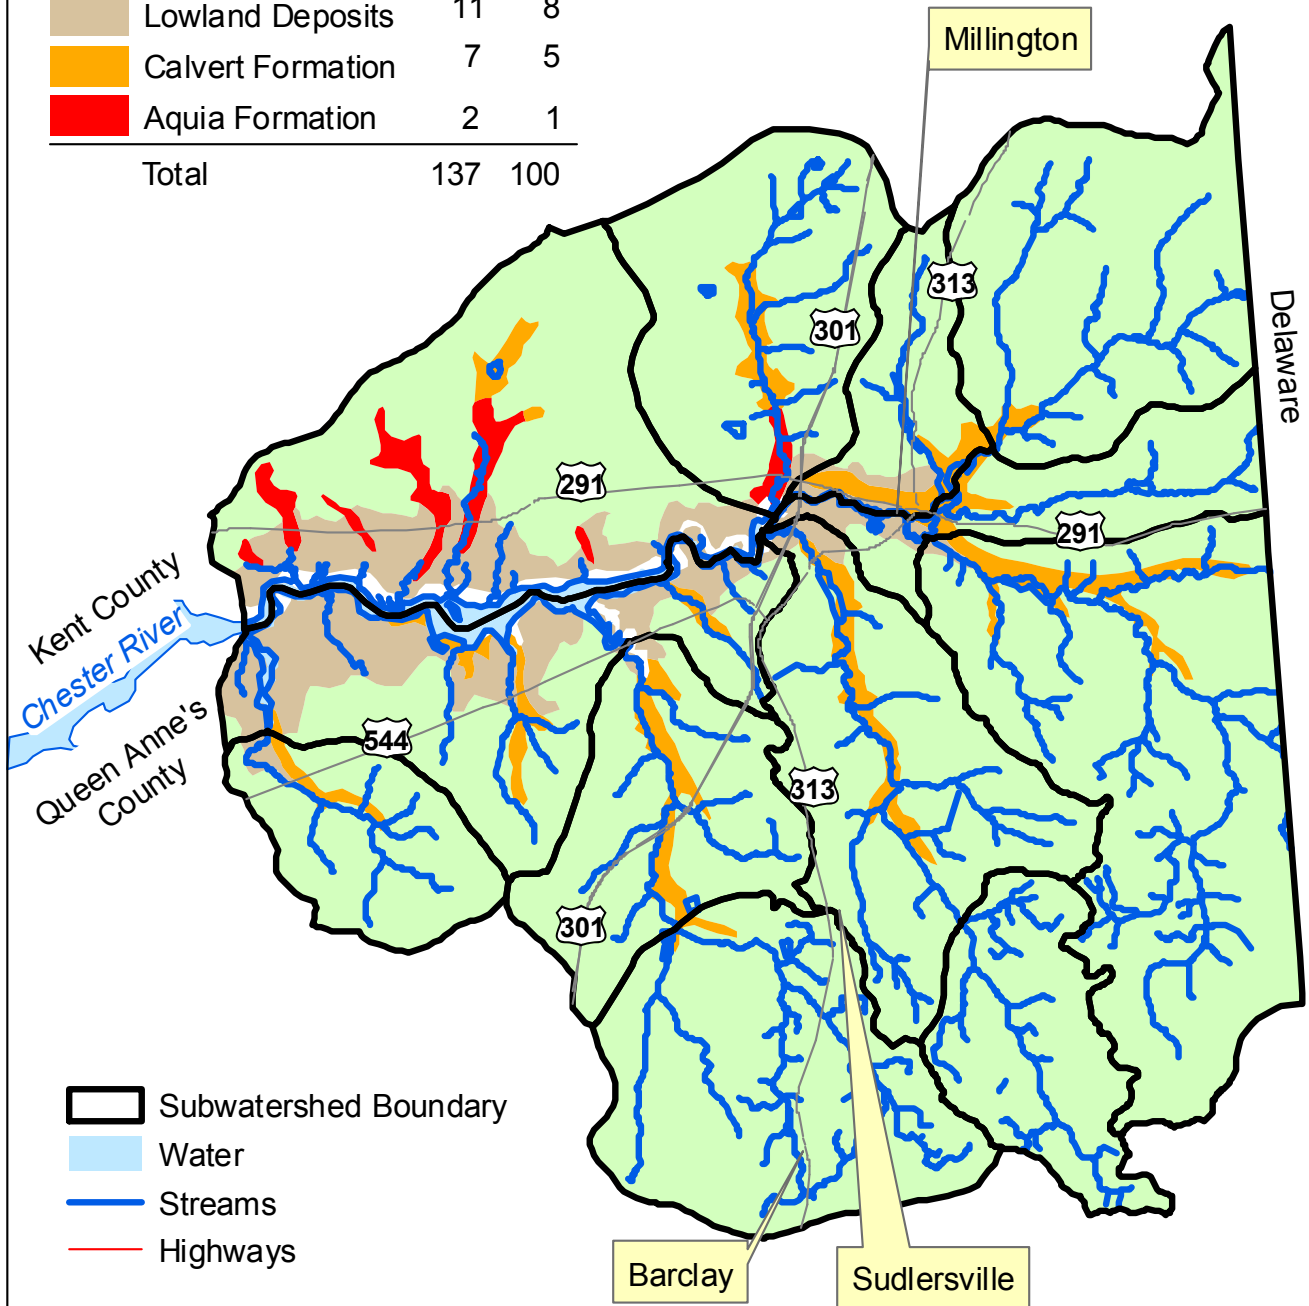 Lowland Deposits 11 8
Calvert Formation 7 5
Aquia Formation 2 1
Total 137 100
Millington
313
301
Delaware
291
291
Kent County
Chester River
Queen Anne's
County
544
313
301
Subwatershed Boundary
Water
Streams
Highways
Barclay
Sudlersville